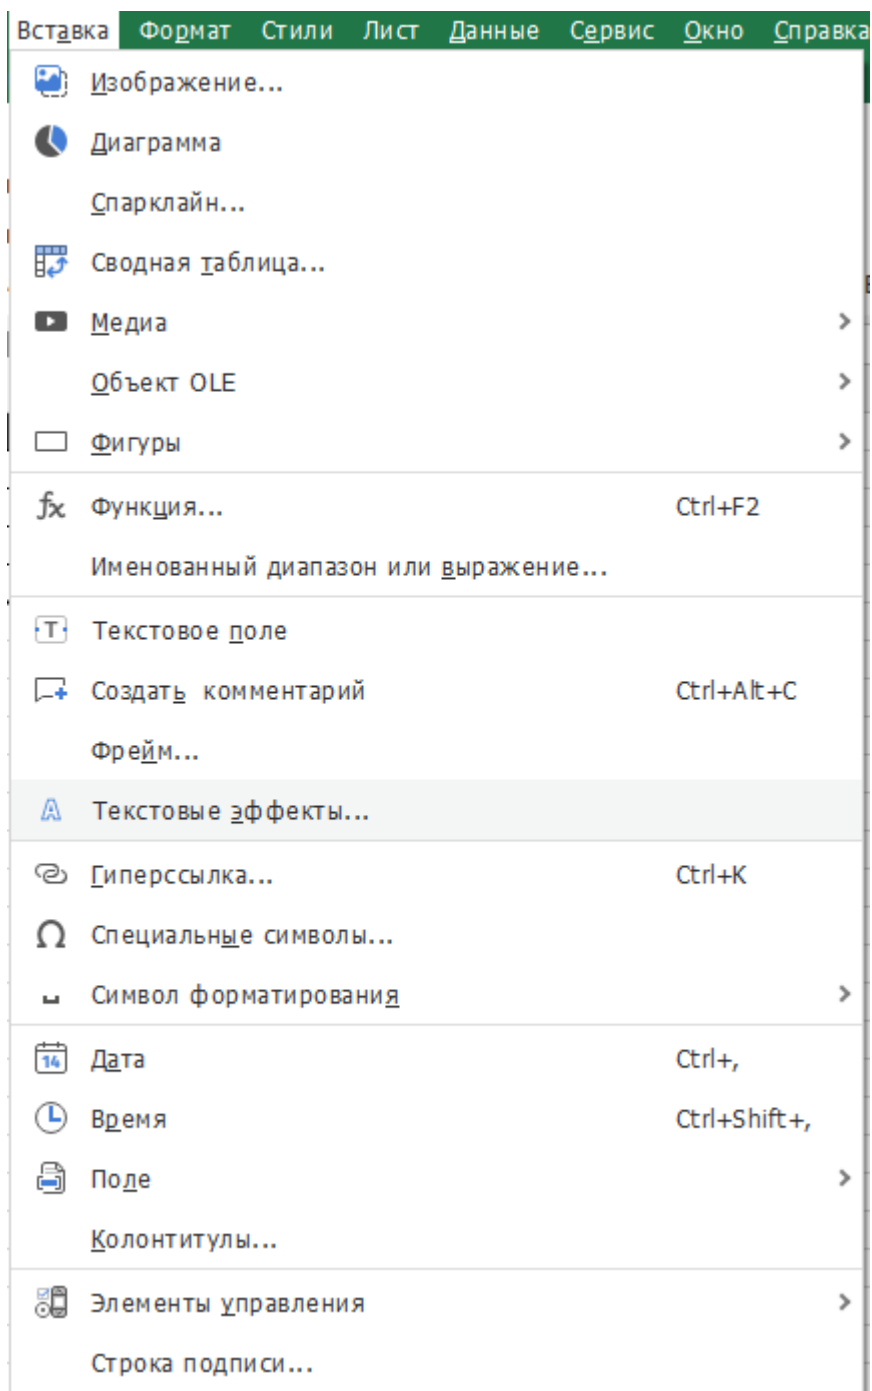 Вставка Формат Стили Лист Данные Сервис Окно Справка
Изображение...
Диаграмма
Спарклайн...
Сводная таблица...
Медиа
Объект OLE
Фигуры
fx Функция... Ctrl+F2
Именованный диапазон или выражение...
T Текстовое поле
Создать комментарий Ctrl+Alt+C
Фрейм...
A Текстовые эффекты...
Гиперссылка... Ctrl+K
Ω Специальные символы...
Символ форматирования
14 Дата Ctrl+,
Время Ctrl+Shift+,
Поле
Колонтитулы...
Элементы управления
Строка подписи...